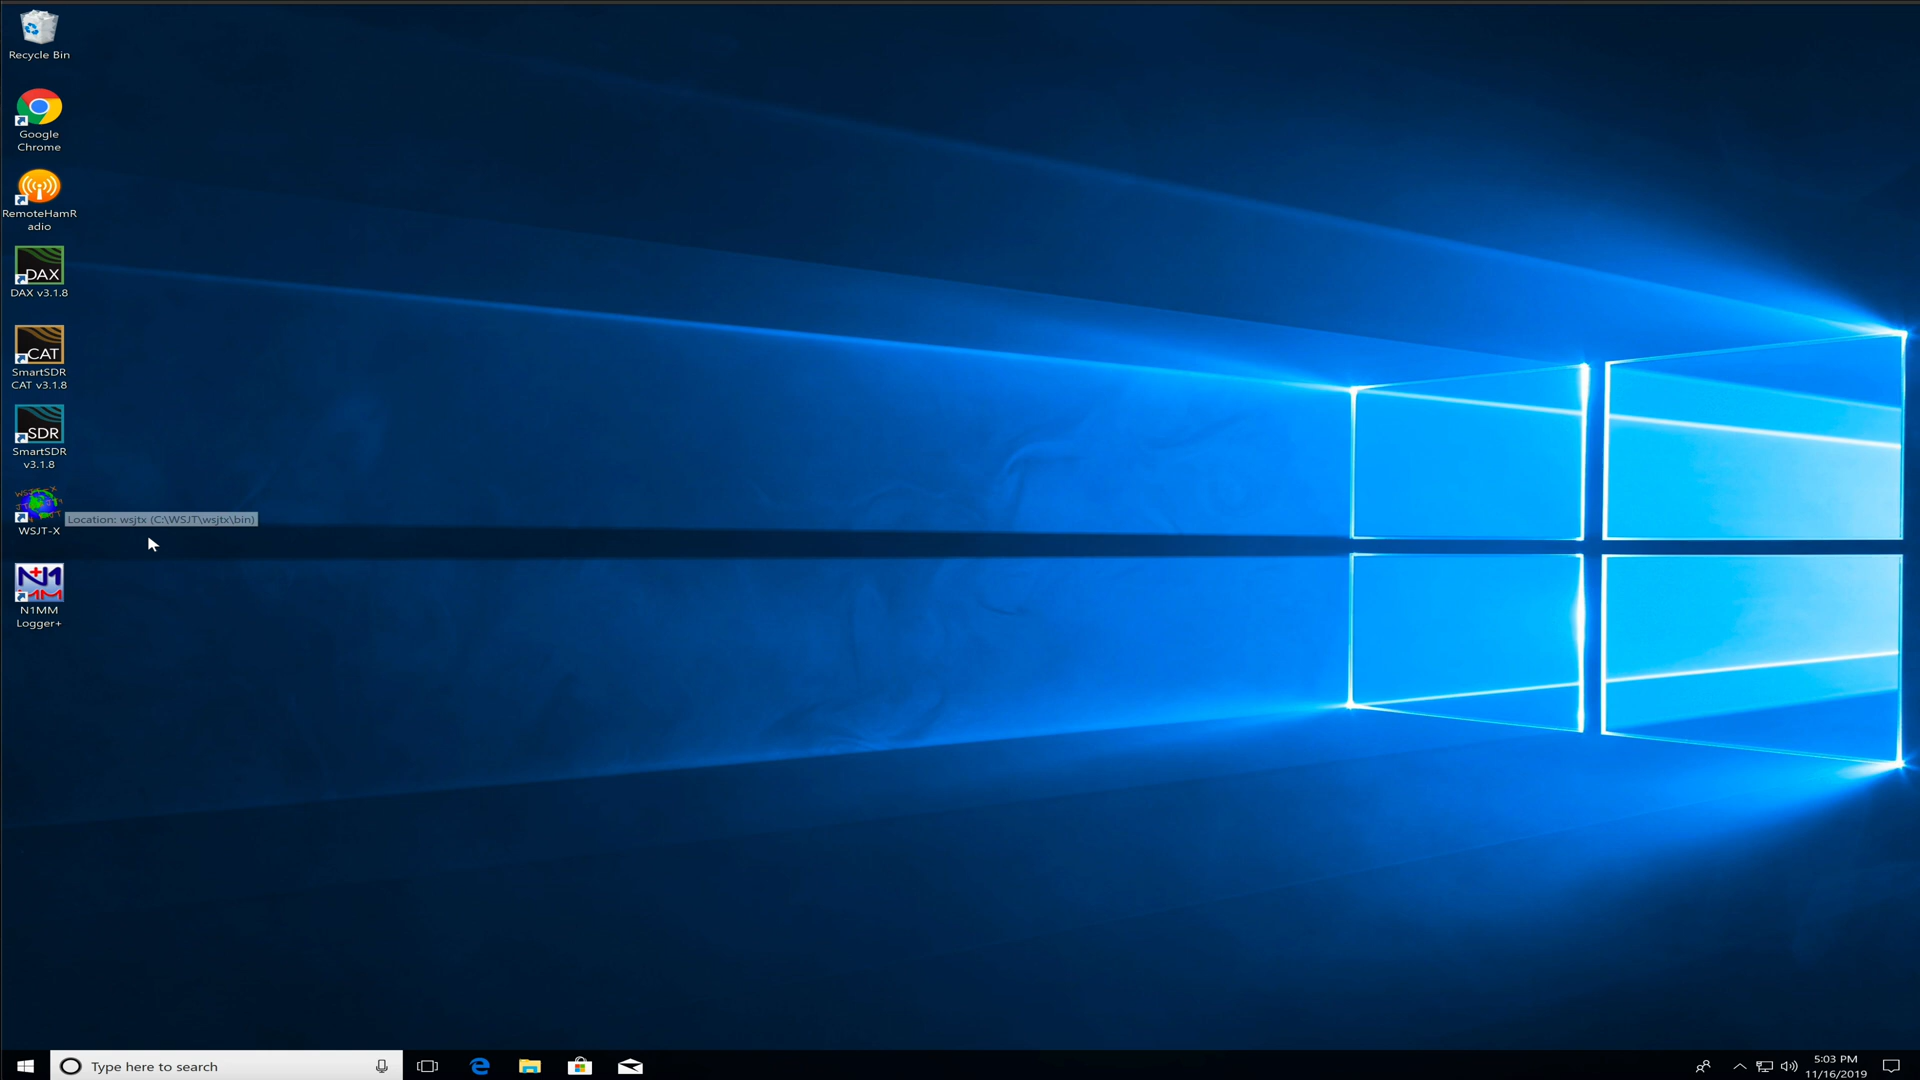 Recycle Bin
Google
Chrome
RemoteHamR
adio
DAX
DAX v3.1.8
CAT
SmartSDR
CAT v3.1.8
SDR
SmartSDR
v3.1.8
WSJT-X
Location: wsjtx (C:\WSJT\wsjtx\bin)
N1
MM
N1MM
Logger+
Type here to search
5:03 PM
11/16/2019